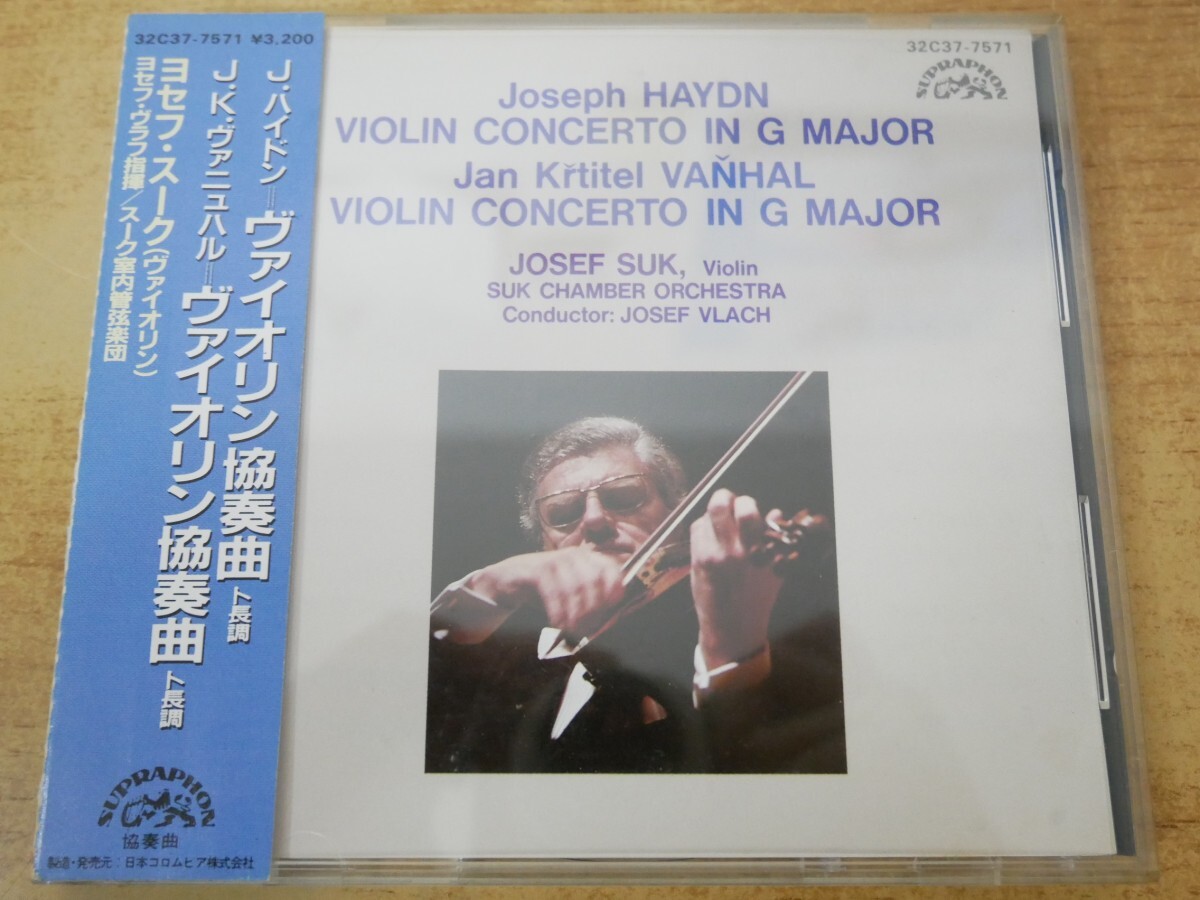 32C37-7571 ¥3,200
J.ハイドン=ヴァイオリン協奏曲 ト長調
J.K.ヴァニュハル=ヴァイオリン協奏曲 ト長調
ヨセフ・スーク(ヴァイオリン)
ヨセフ・ヴラフ指揮/スーク室内管弦楽団
SUPRAPHON
協奏曲
製造・発売元:日本コロムビア株式会社
32C37-7571
SUPRAPHON
Joseph HAYDN
VIOLIN CONCERTO IN G MAJOR
Jan Křtitel VAŇHAL
VIOLIN CONCERTO IN G MAJOR
JOSEF SUK, Violin
SUK CHAMBER ORCHESTRA
Conductor: JOSEF VLACH